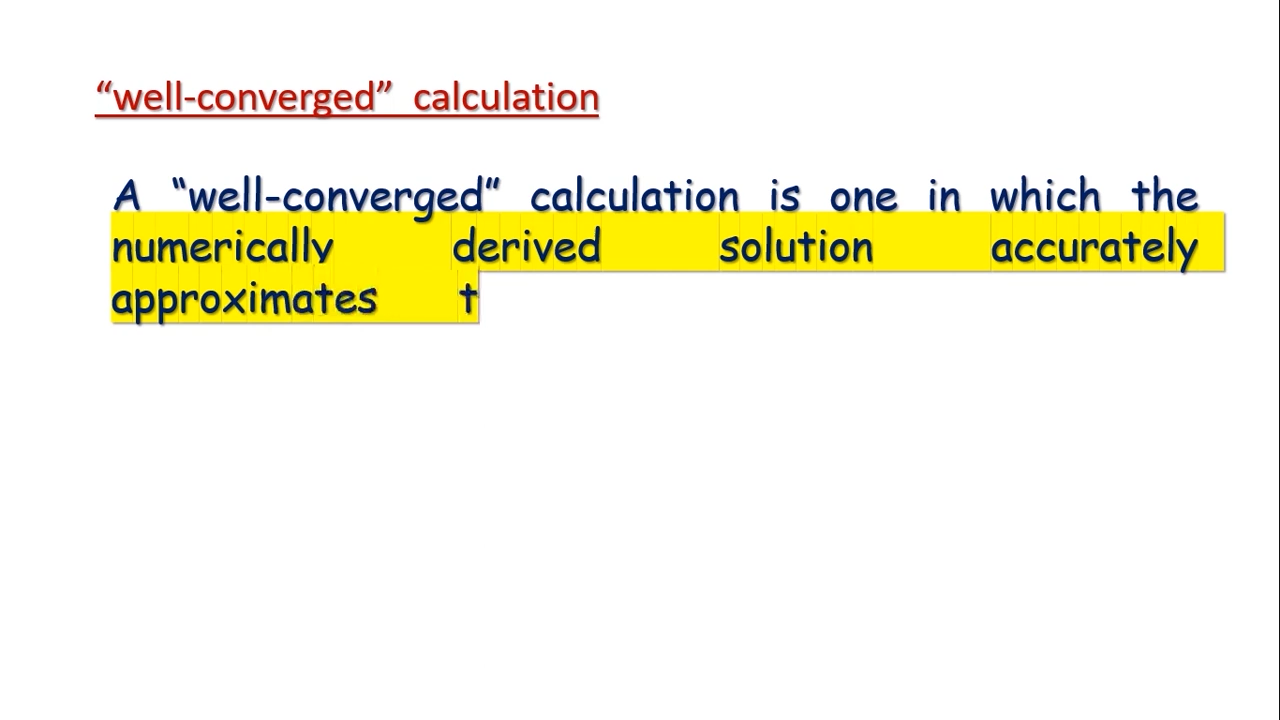 “well-converged” calculation
A “well-converged” calculation is one in which the
numerically derived solution accurately
approximates t